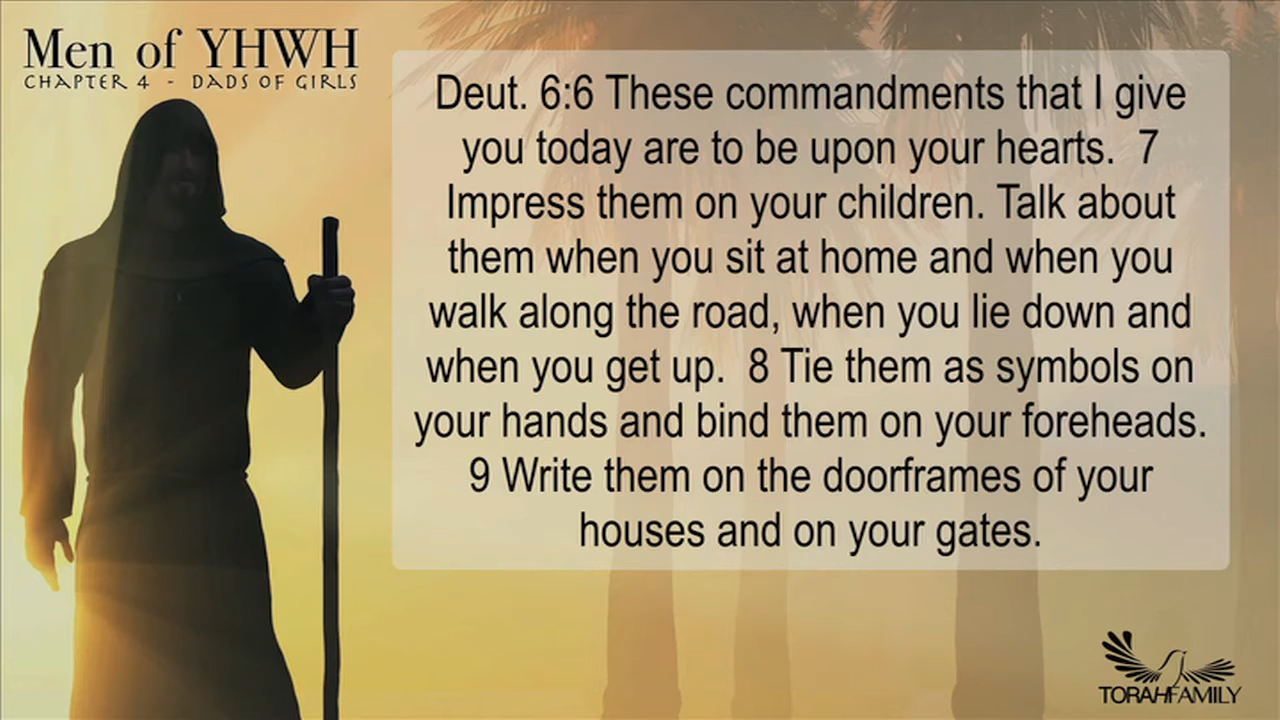 Men of YHWH
CHAPTER 4 - DADS OF GIRLS
Deut. 6:6 These commandments that I give
you today are to be upon your hearts. 7
Impress them on your children. Talk about
them when you sit at home and when you
walk along the road, when you lie down and
when you get up. 8 Tie them as symbols on
your hands and bind them on your foreheads.
9 Write them on the doorframes of your
houses and on your gates.
TORAHFAMILY